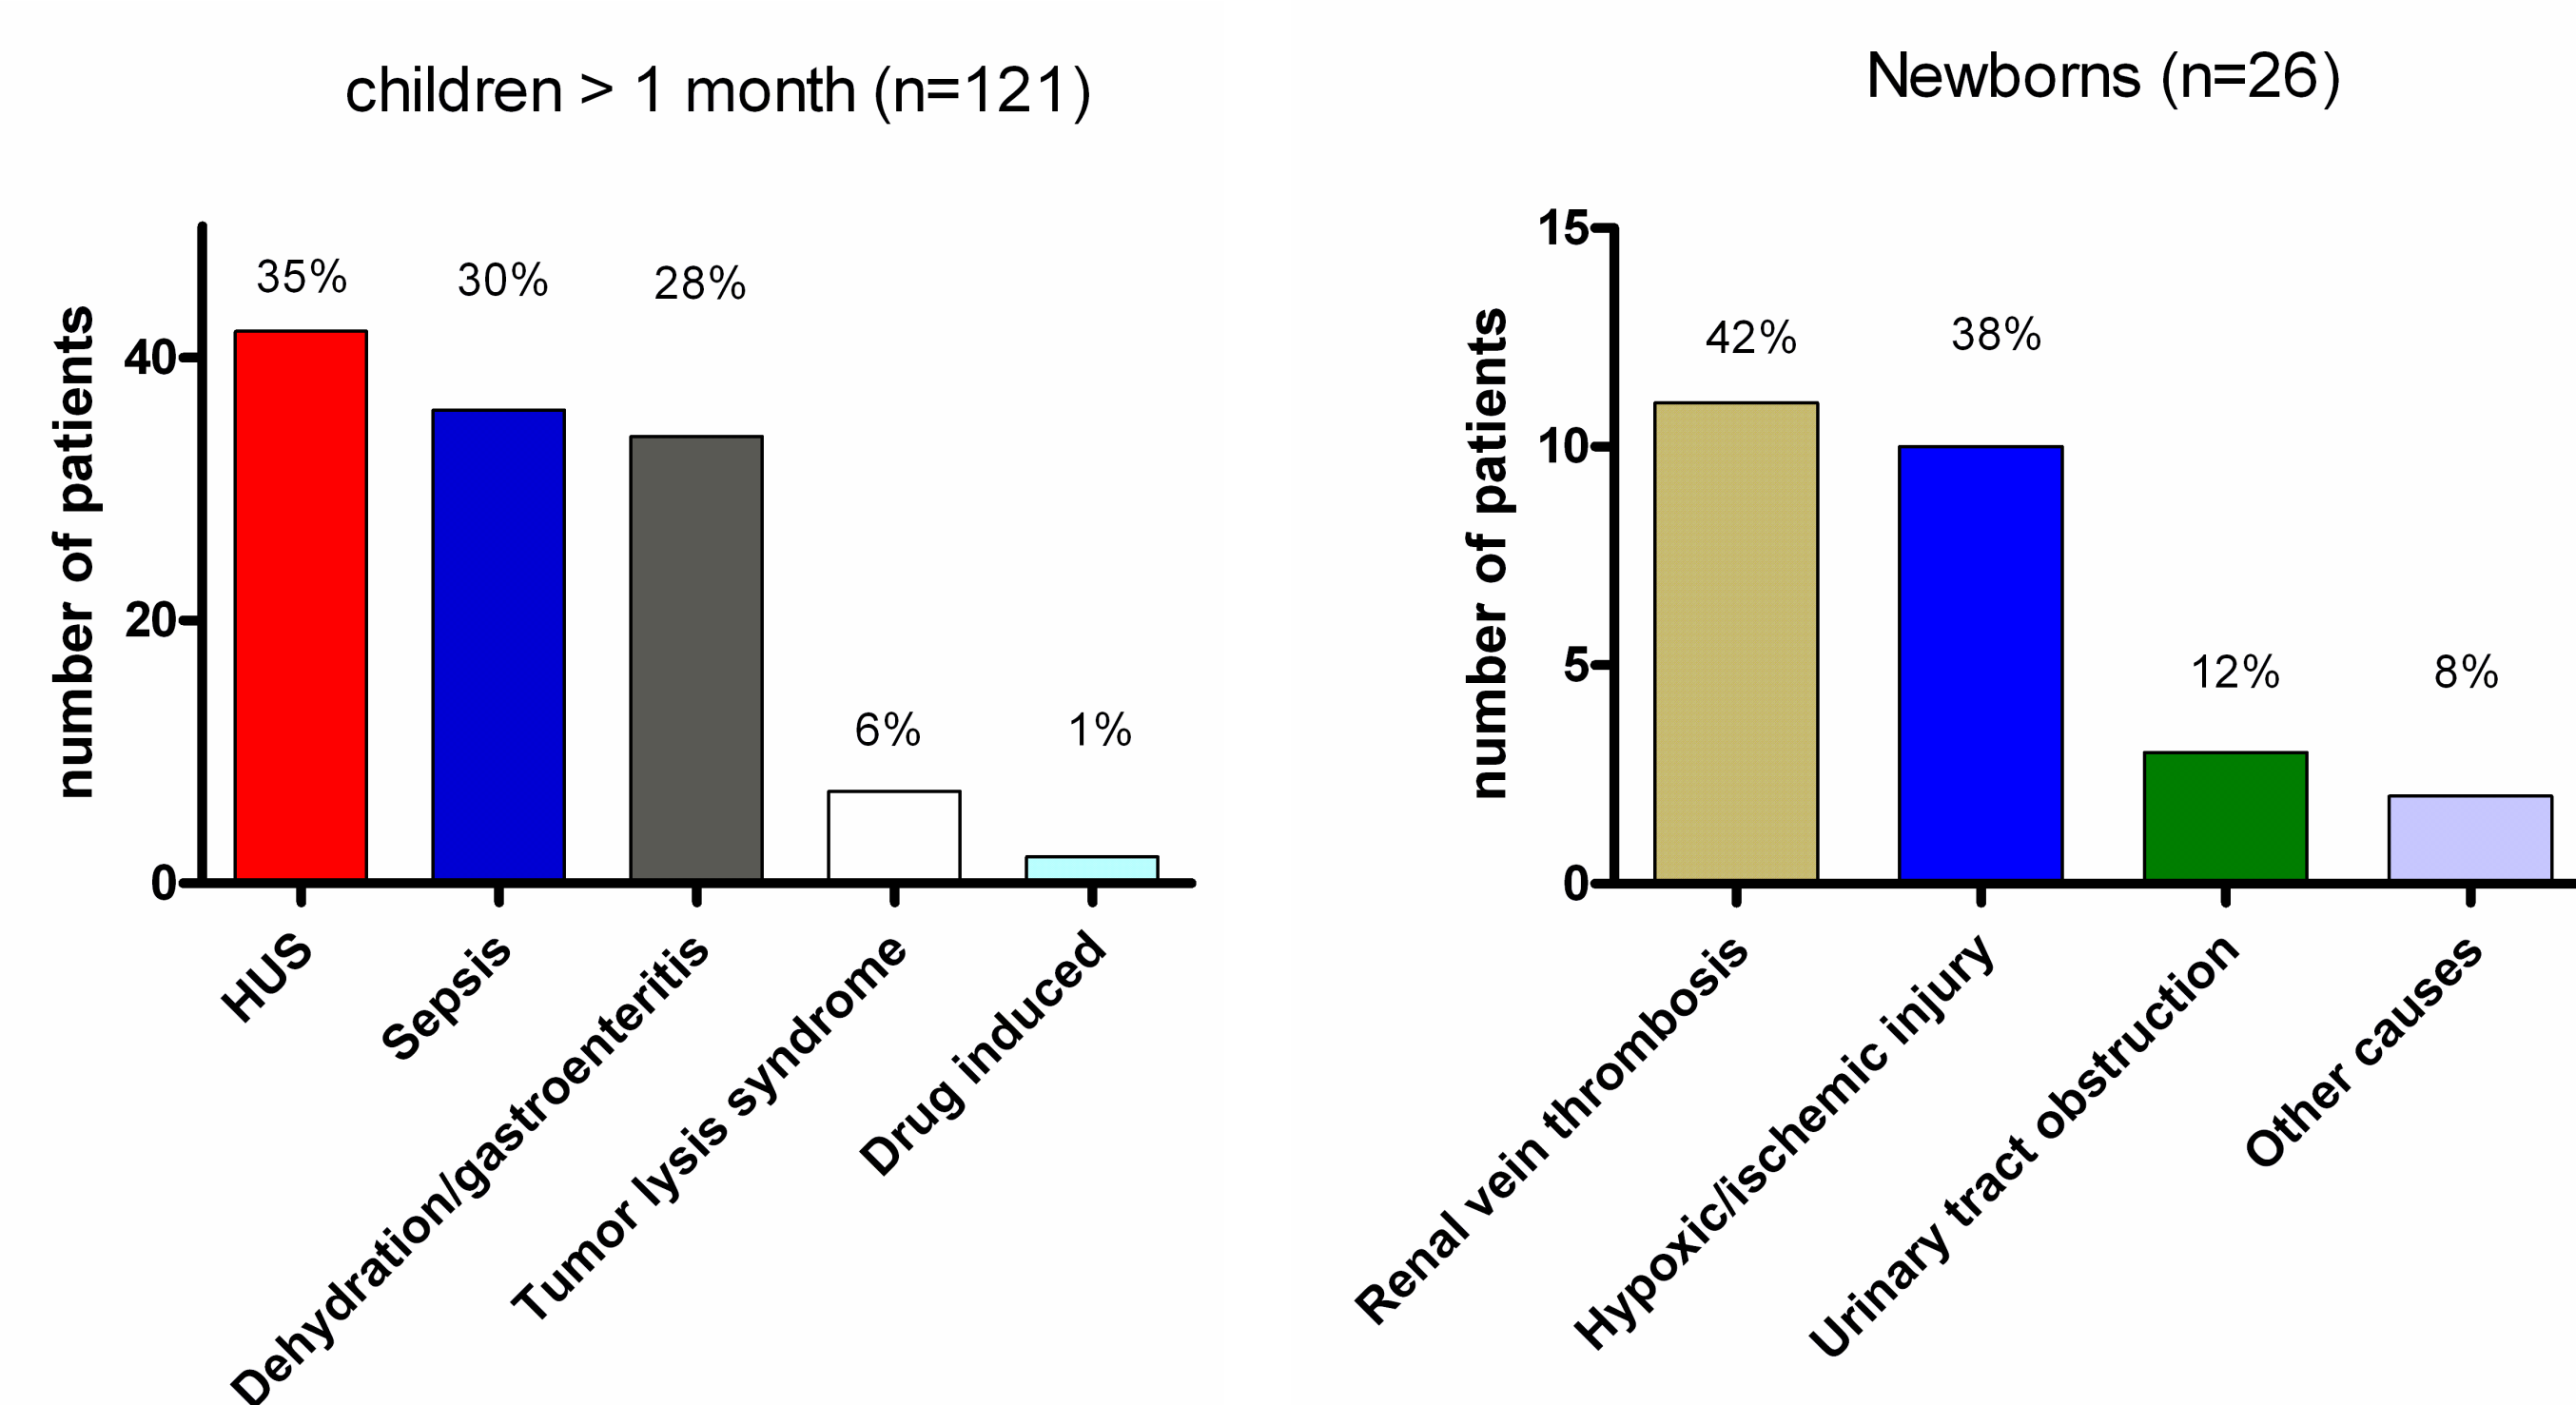 children > 1 month (n=121)
number of patients
40
20
0
35%
30%
28%
6%
1%
HUS
Sepsis
Dehydration/gastroenteritis
Tumor lysis syndrome
Drug induced
Newborns (n=26)
number of patients
15
10
5
0
42%
38%
12%
8%
Renal vein thrombosis
Hypoxic/ischemic injury
Urinary tract obstruction
Other causes